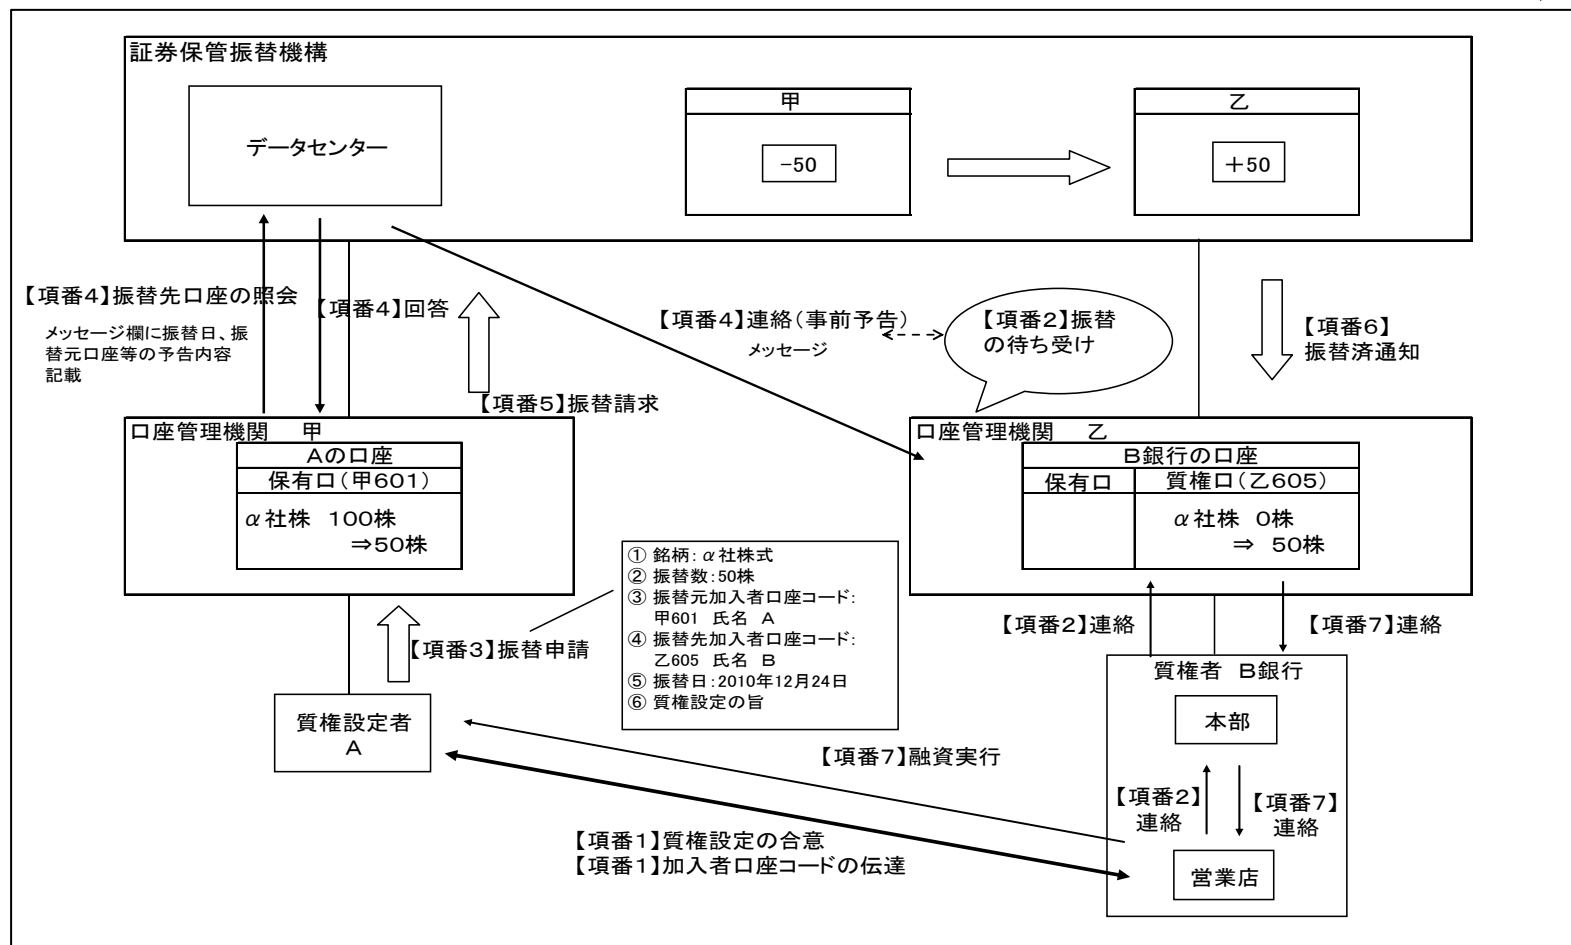 証券保管振替機構
データセンター
甲
-50
乙
＋50
【項番4】振替先口座の照会
メッセージ欄に振替日、振
替元口座等の予告内容
記載
【項番4】回答
【項番5】振替請求
【項番4】連絡(事前予告)
メッセージ
【項番2】振替
の待ち受け
【項番6】
振替済通知
口座管理機関　甲
Aの口座
保有口(甲601)
α社株　100株
⇒50株
口座管理機関　乙
B銀行の口座
保有口
質権口(乙605)
α社株　0株
⇒　50株
【項番3】振替申請
① 銘柄：α社株式
② 振替数：50株
③ 振替元加入者口座コード：
甲601　氏名　A
④ 振替先加入者口座コード：
乙605　氏名　B
⑤ 振替日：2010年12月24日
⑥ 質権設定の旨
【項番2】連絡
【項番7】連絡
質権設定者
A
質権者　B銀行
本部
【項番2】
連絡
【項番7】
連絡
営業店
【項番7】融資実行
【項番1】質権設定の合意
【項番1】加入者口座コードの伝達